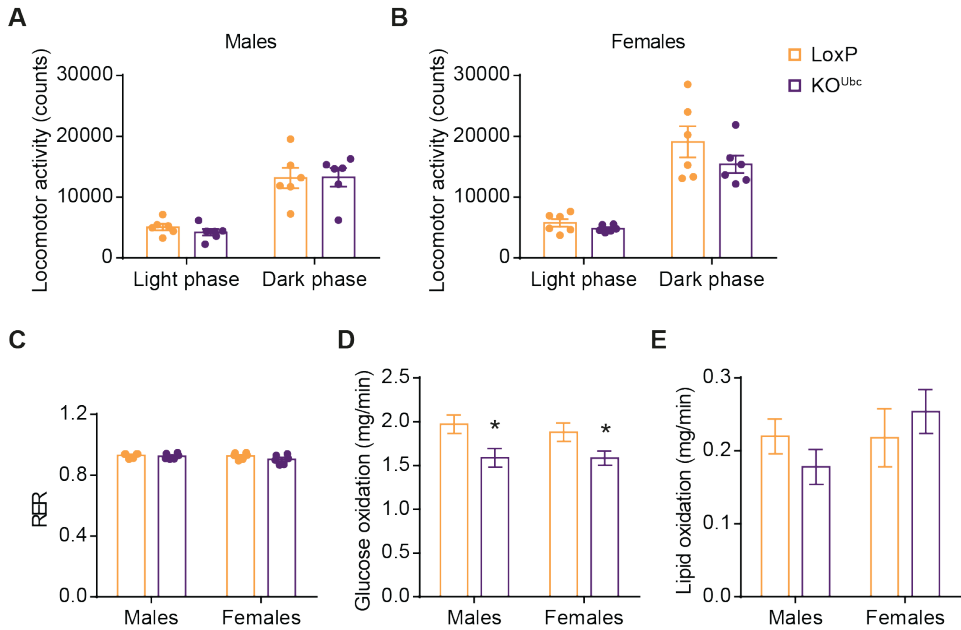 A
Males
Locomotor activity (counts)
30000
20000
10000
0
Light phase
Dark phase
B
Females
Locomotor activity (counts)
30000
20000
10000
0
Light phase
Dark phase
LoxP
KOUbc
C
RER
1.2
0.8
0.4
0.0
Males
Females
D
Glucose oxidation (mg/min)
2.5
2.0
1.5
1.0
0.5
0.0
*
*
Males
Females
E
Lipid oxidation (mg/min)
0.3
0.2
0.1
0.0
Males
Females